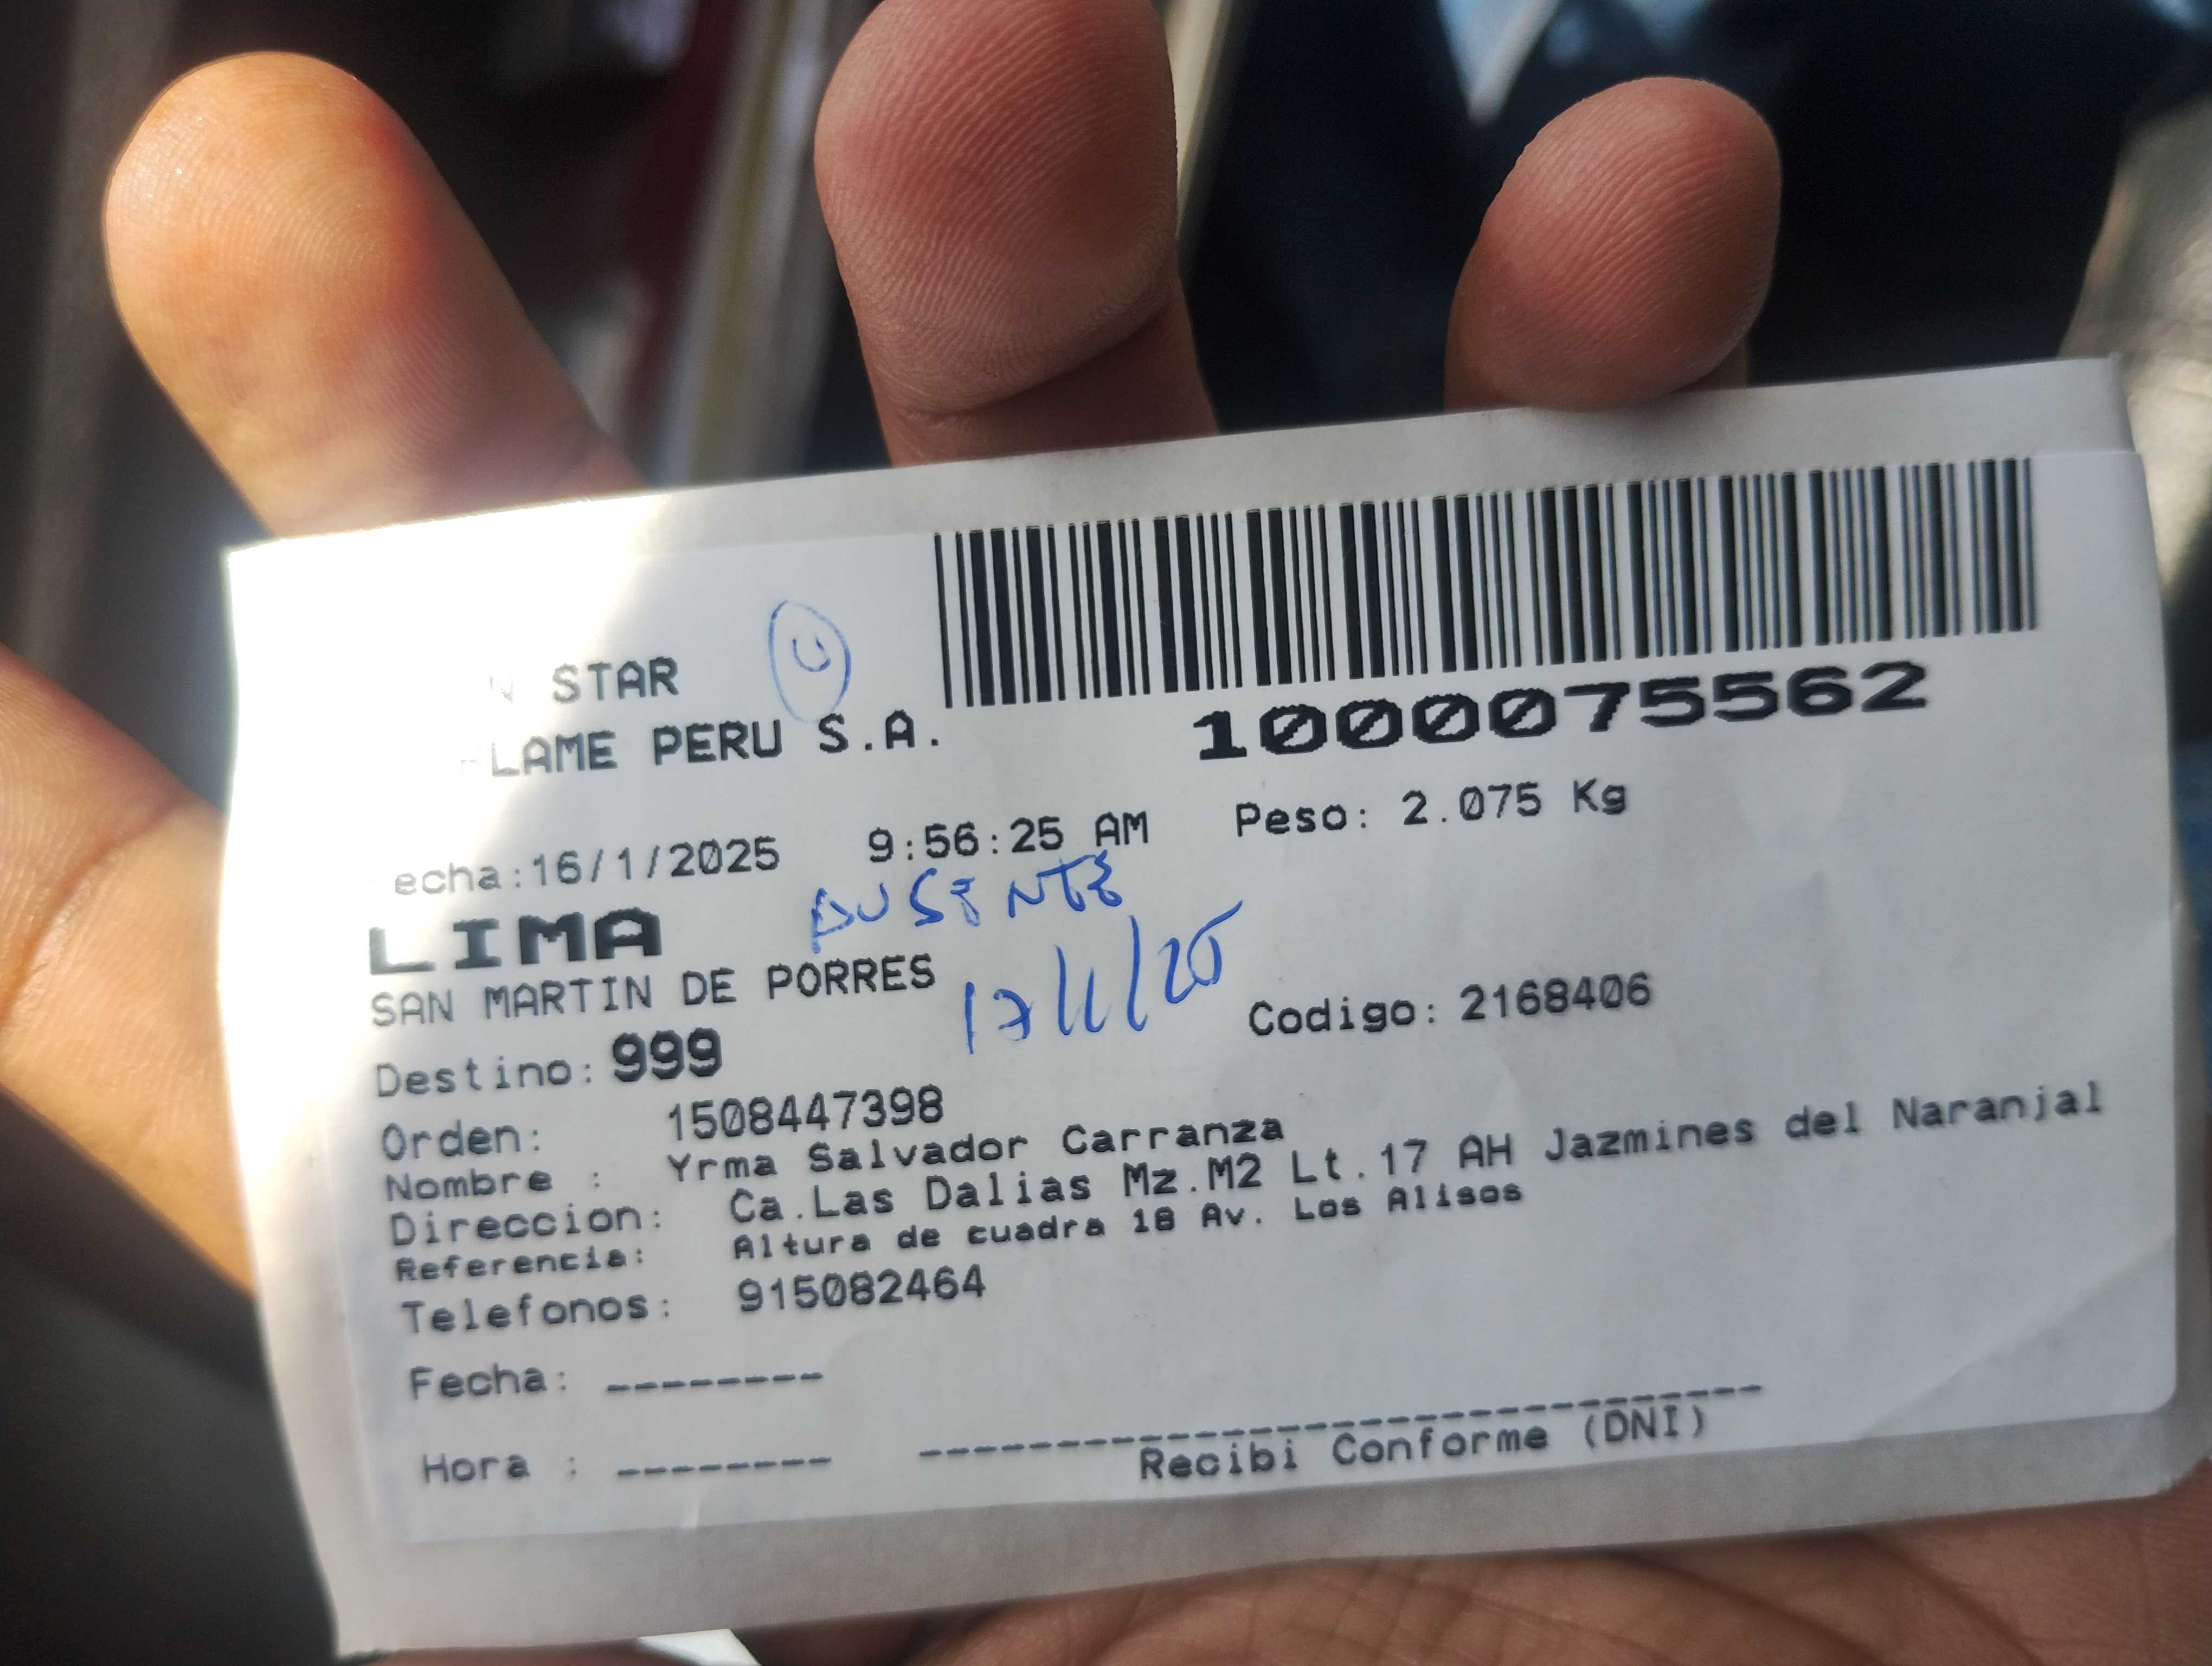 STAR
LAME PERU S.A.
1000075562
echa:16/1/2025 9:56:25 AM Peso: 2.075 Kg
AUSENTE
LIMA
SAN MARTIN DE PORRES
17/1/25
Codigo: 2168406
Destino: 999
Orden: 1508447398
Nombre : Yrma Salvador Carranza
Direccion: Ca.Las Dalias Mz.M2 Lt.17 AH Jazmines del Naranjal
Referencia: Altura de cuadra 18 Av. Los Alisos
Telefonos: 915082464
Fecha: --------
Hora : --------
Recibi Conforme (DNI)